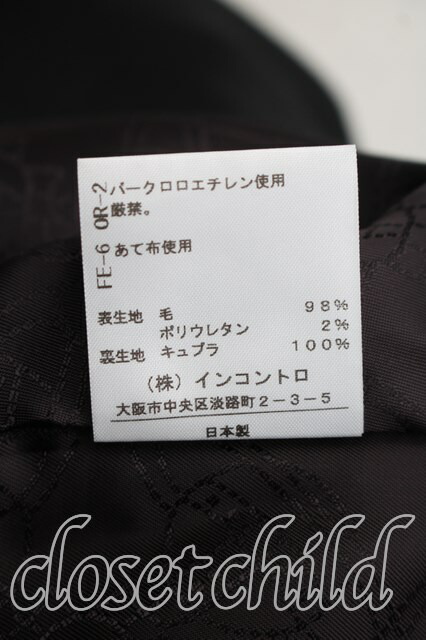 OR-2
パークロロエチレン使用
厳禁。
FE-6
あて布使用
表生地 毛 98%
ポリウレタン 2%
裏生地 キュプラ 100%
(株)インコントロ
大阪市中央区淡路町2-3-5
日本製
closet child